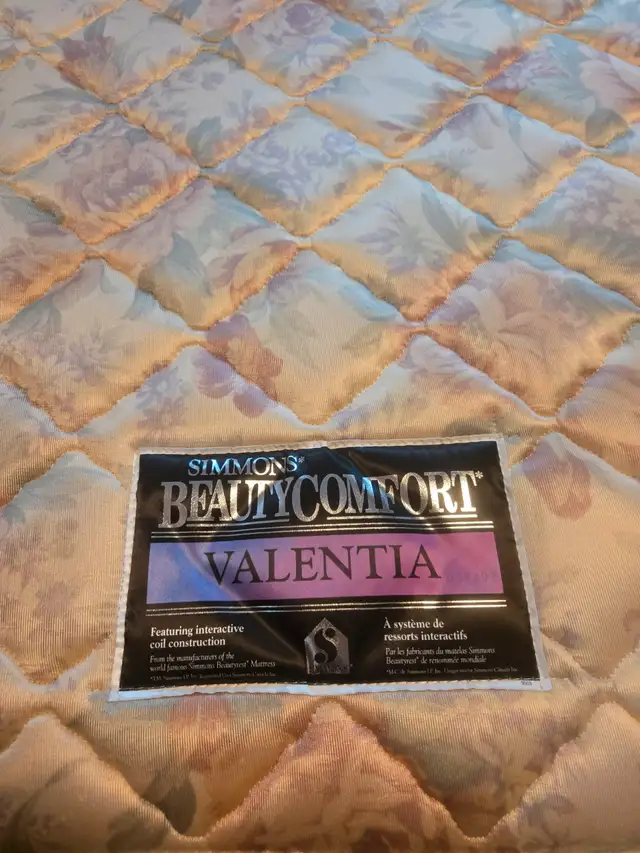 SIMMONS*
BEAUTYCOMFORT*
VALENTIA
Featuring interactive
coil construction
From the manufacturers of the
world famous Simmons Beautyrest* Mattress
À système de
ressorts interactifs
Par les fabricants du matelas Simmons
Beautyrest* de renommée mondiale
S